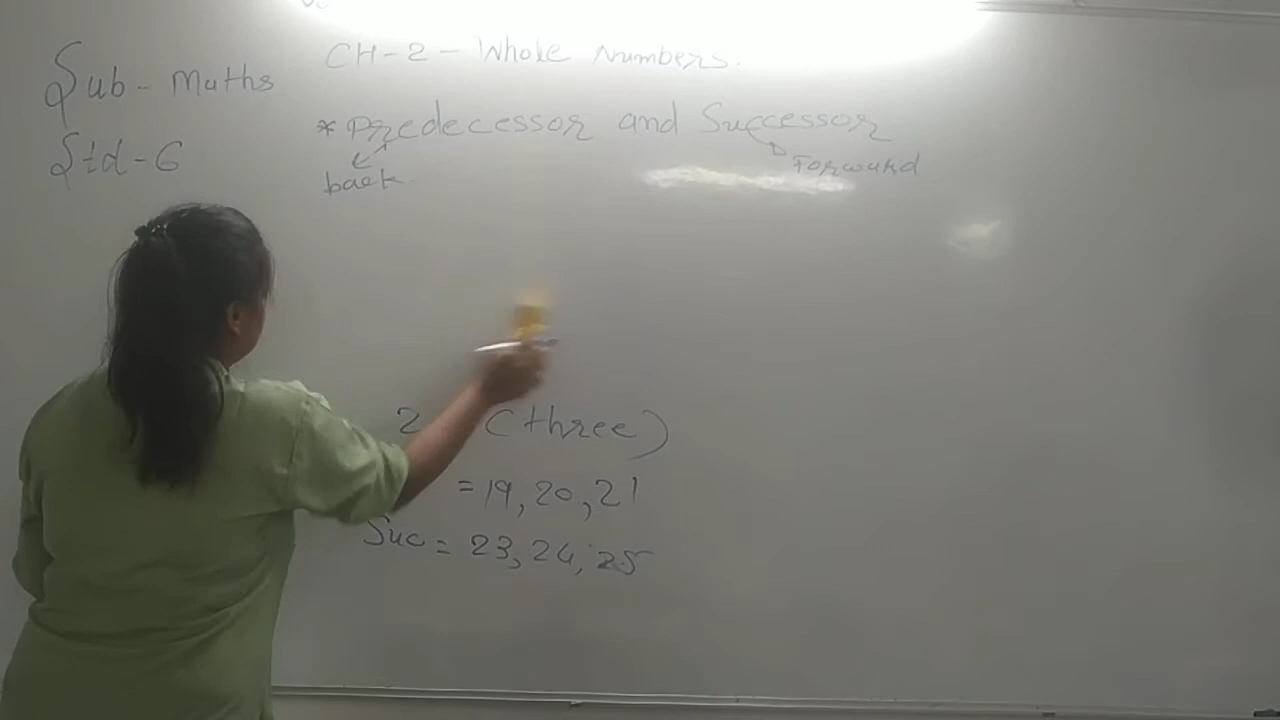 CH-2 - Whole Numbers.
Sub - Maths
* Predecessor and Successor
Std - 6
back
Forward
2 (three)
= 19, 20, 21
Suc = 23, 24, 25